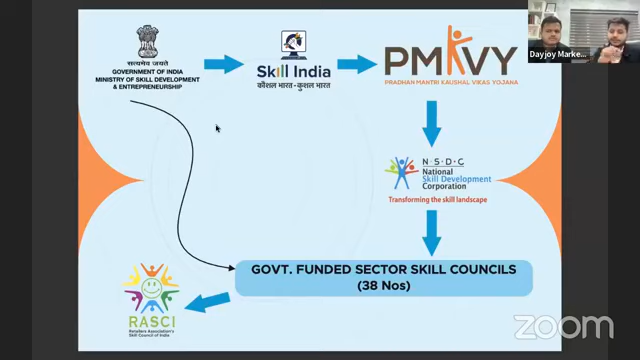 सत्यमेव जयते
GOVERNMENT OF INDIA
MINISTRY OF SKILL DEVELOPMENT
& ENTREPRENEURSHIP
Skill India
कौशल भारत-कुशल भारत
PMKVY
PRADHAN MANTRI KAUSHAL VIKAS YOJANA
Dayjoy Marke...
N·S·D·C
National
Skill Development
Corporation
Transforming the skill landscape
GOVT. FUNDED SECTOR SKILL COUNCILS
(38 Nos)
RASCI
Retailers Association's
Skill Council of India
zoom